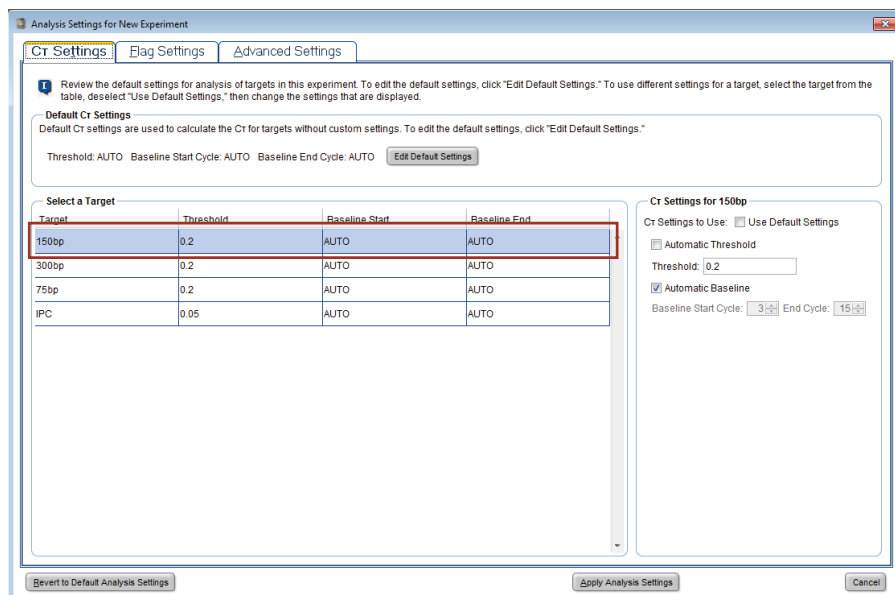 Analysis Settings for New Experiment
CT Settings Flag Settings Advanced Settings
Review the default settings for analysis of targets in this experiment. To edit the default settings, click "Edit Default Settings." To use different settings for a target, select the target from the
table, deselect "Use Default Settings," then change the settings that are displayed.
Default CT Settings
Default CT settings are used to calculate the CT for targets without custom settings. To edit the default settings, click "Edit Default Settings."
Threshold: AUTO Baseline Start Cycle: AUTO Baseline End Cycle: AUTO Edit Default Settings
Select a Target
Target Threshold Baseline Start Baseline End
150bp 0.2 AUTO AUTO
300bp 0.2 AUTO AUTO
75bp 0.2 AUTO AUTO
IPC 0.05 AUTO AUTO
CT Settings for 150bp
CT Settings to Use: Use Default Settings
Automatic Threshold
Threshold: 0.2
Automatic Baseline
Baseline Start Cycle: 3 End Cycle: 15
Revert to Default Analysis Settings Apply Analysis Settings Cancel